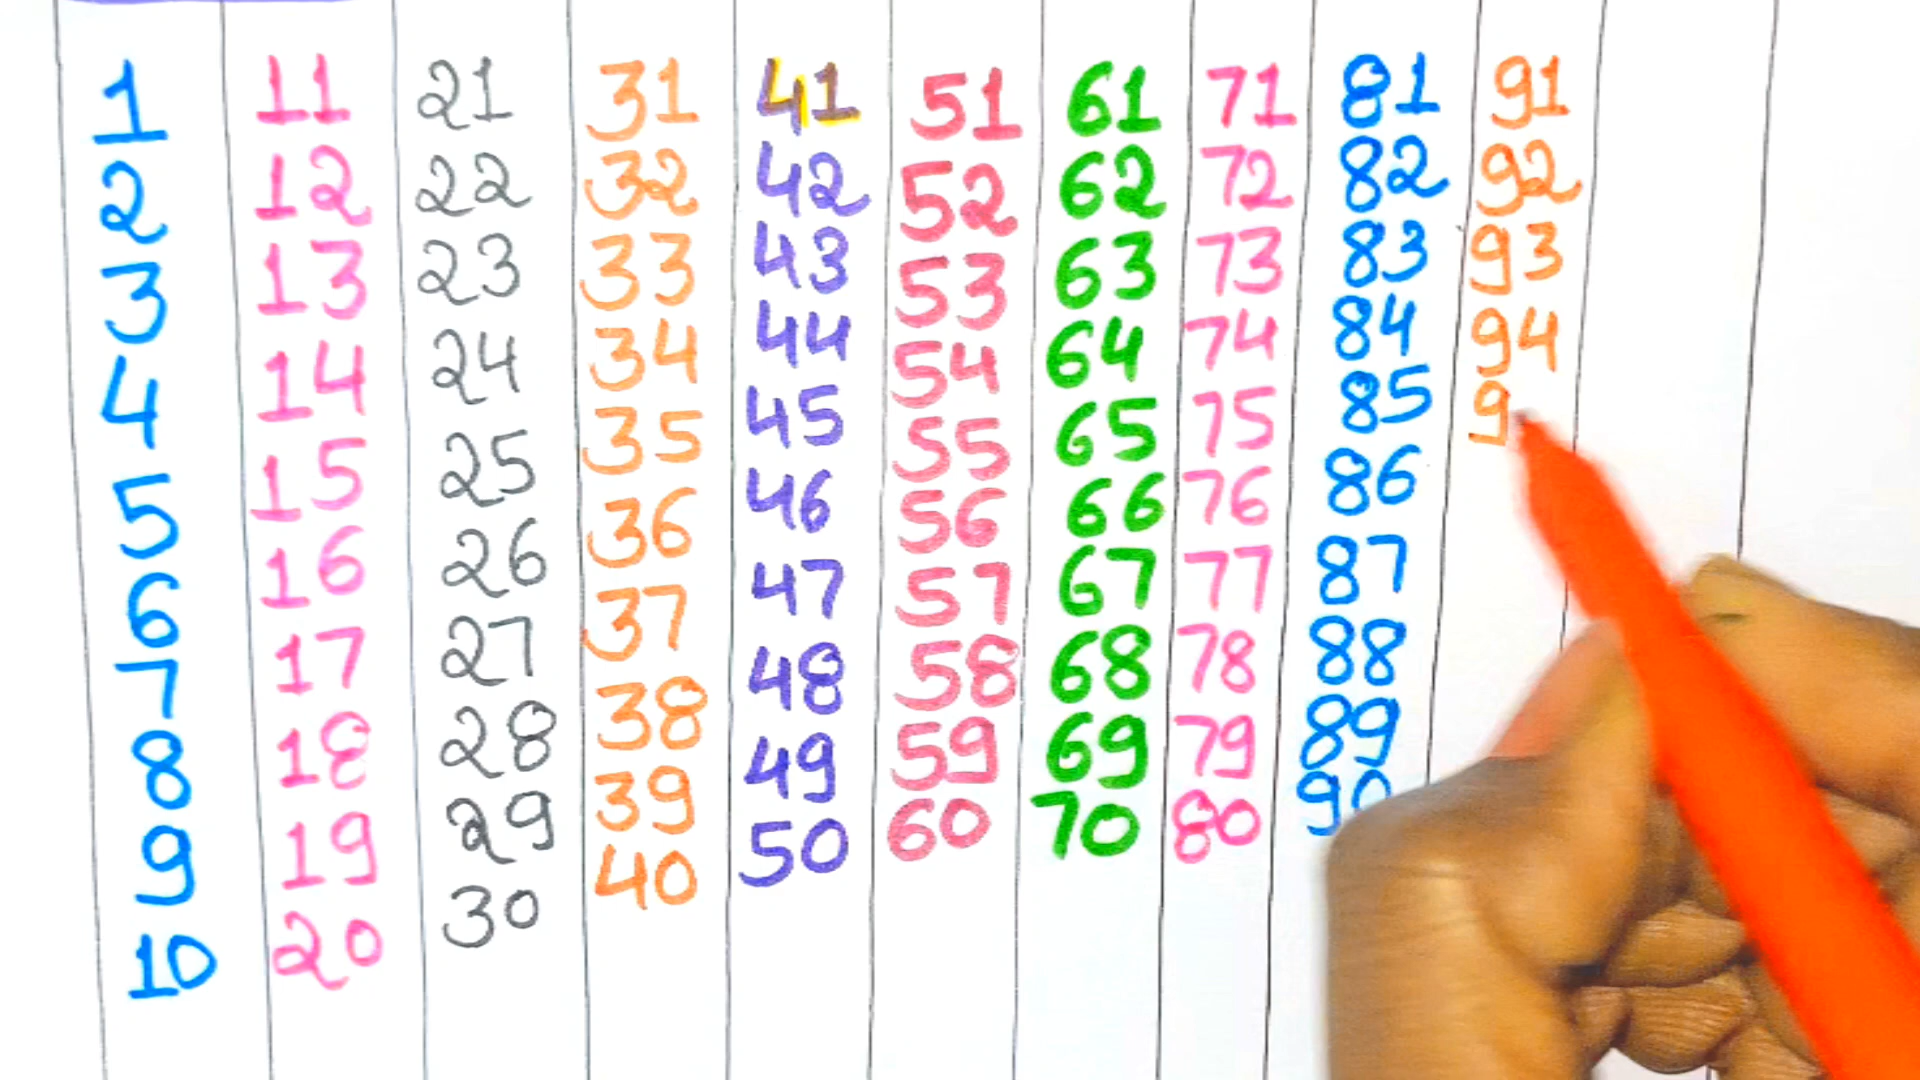 1 11 21 31 41 51 61 71 81 91
2 12 22 32 42 52 62 72 82 92
3 13 23 33 43 53 63 73 83 93
4 14 24 34 44 54 64 74 84 94
5 15 25 35 45 55 65 75 85 9
6 16 26 36 46 56 66 76 86
7 17 27 37 47 57 67 77 87
8 18 28 38 48 58 68 78 88
9 19 29 39 49 59 69 79 89
10 20 30 40 50 60 70 80 90